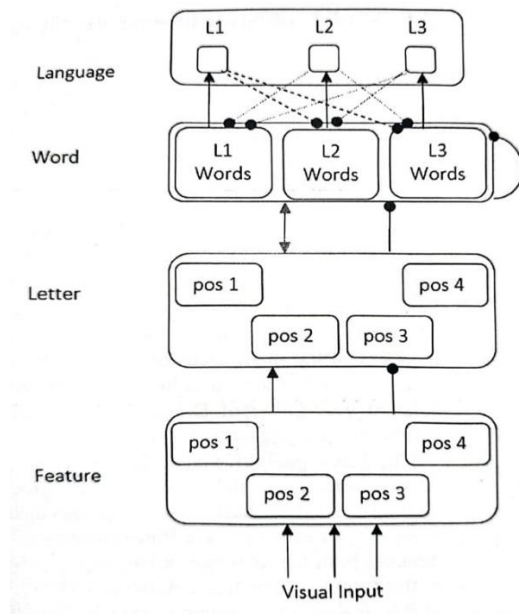 L1 L2 L3
Language
Word
L1 Words
L2 Words
L3 Words
Letter
pos 1
pos 4
pos 2
pos 3
Feature
pos 1
pos 4
pos 2
pos 3
Visual Input